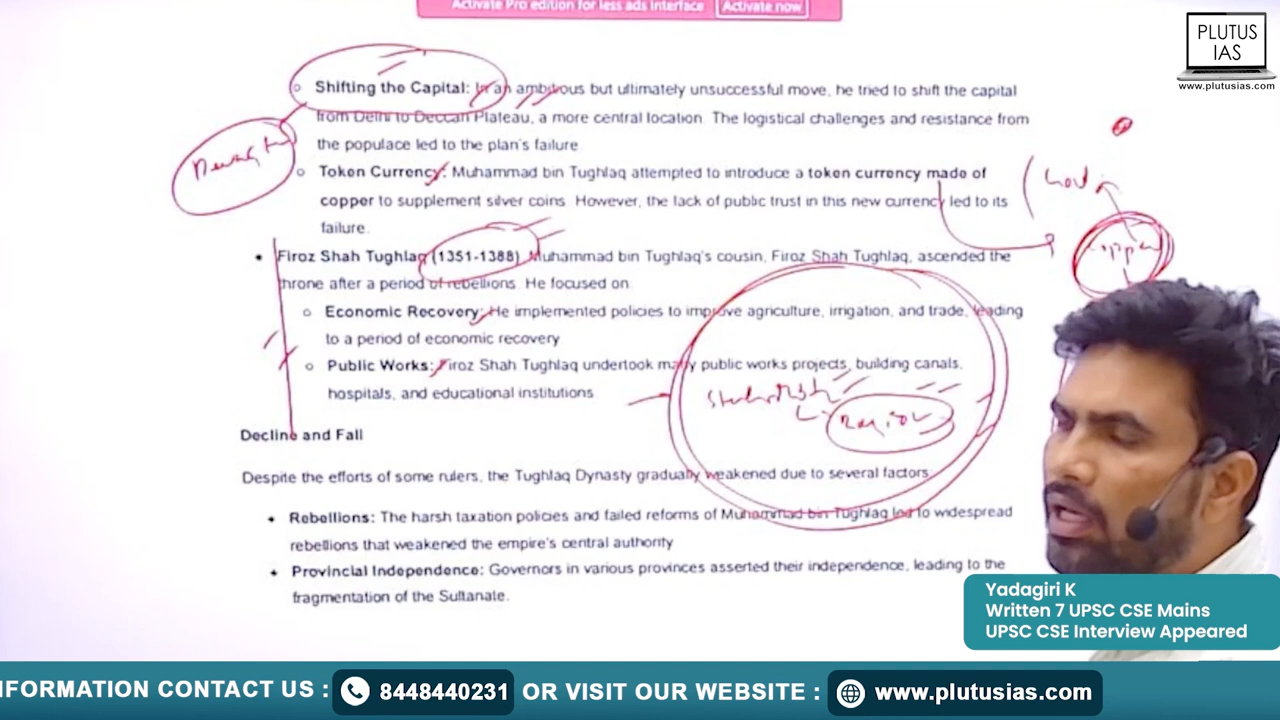 Activate Pro edition for less ads interface Activate now
PLUTUS
IAS
www.plutusias.com
Shifting the Capital: In an ambitious but ultimately unsuccessful move, he tried to shift the capital
from Delhi to Deccan Plateau, a more central location. The logistical challenges and resistance from
the populace led to the plan's failure
Token Currency: Muhammad bin Tughlaq attempted to introduce a token currency made of
copper to supplement silver coins. However, the lack of public trust in this new currency led to its
failure.
Firoz Shah Tughlaq (1351-1388) Muhammad bin Tughlaq's cousin, Firoz Shah Tughlaq, ascended the
throne after a period of rebellions. He focused on
Economic Recovery: He implemented policies to improve agriculture, irrigation, and trade, leading
to a period of economic recovery
Public Works: Firoz Shah Tughlaq undertook many public works projects, building canals,
hospitals, and educational institutions.
Decline and Fall
Despite the efforts of some rulers, the Tughlaq Dynasty gradually weakened due to several factors.
Rebellions: The harsh taxation policies and failed reforms of Muhammad bin Tughlaq led to widespread
rebellions that weakened the empire's central authority
Provincial Independence: Governors in various provinces asserted their independence, leading to the
fragmentation of the Sultanate.
Yadagiri K
Written 7 UPSC CSE Mains
UPSC CSE Interview Appeared
NFORMATION CONTACT US : 8448440231 OR VISIT OUR WEBSITE : www.plutusias.com